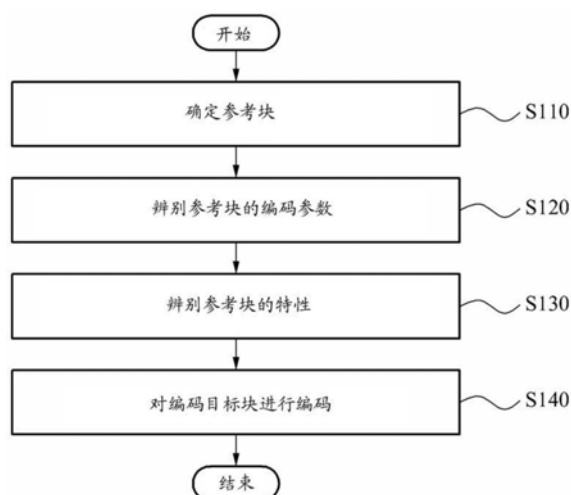 开始
确定参考块
S110
辨别参考块的编码参数
S120
辨别参考块的特性
S130
对编码目标块进行编码
S140
结束